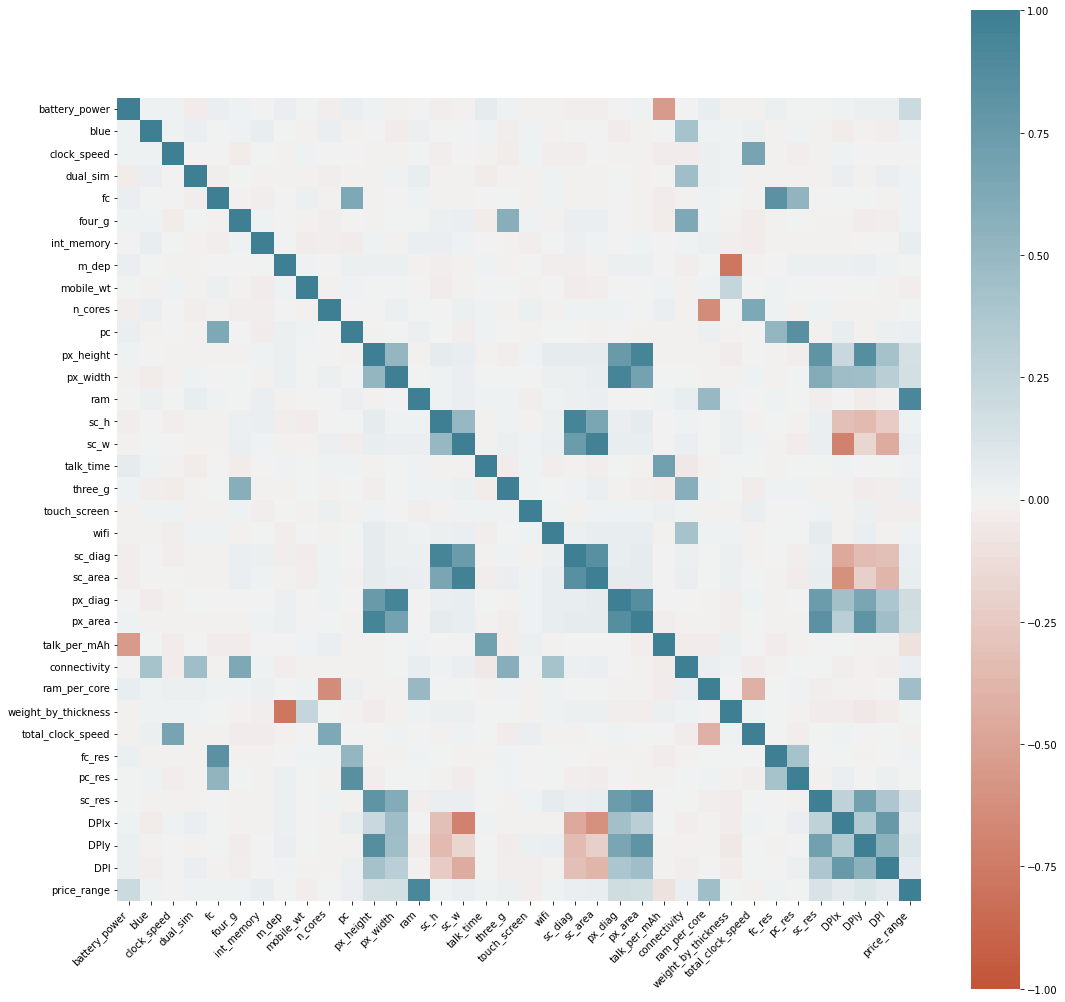 battery_power
blue
clock_speed
dual_sim
fc
four_g
int_memory
m_dep
mobile_wt
n_cores
pc
px_height
px_width
ram
sc_h
sc_w
talk_time
three_g
touch_screen
wifi
sc_diag
sc_area
px_diag
px_area
talk_per_mAh
connectivity
ram_per_core
weight_by_thickness
total_clock_speed
fc_res
pc_res
sc_res
DPIx
DPIy
DPI
price_range
battery_power
blue
clock_speed
dual_sim
fc
four_g
int_memory
m_dep
mobile_wt
n_cores
pc
px_height
px_width
ram
sc_h
sc_w
talk_time
three_g
touch_screen
wifi
sc_diag
sc_area
px_diag
px_area
talk_per_mAh
connectivity
ram_per_core
weight_by_thickness
total_clock_speed
fc_res
pc_res
sc_res
DPIx
DPIy
DPI
price_range
1.00
0.75
0.50
0.25
0.00
−0.25
−0.50
−0.75
−1.00